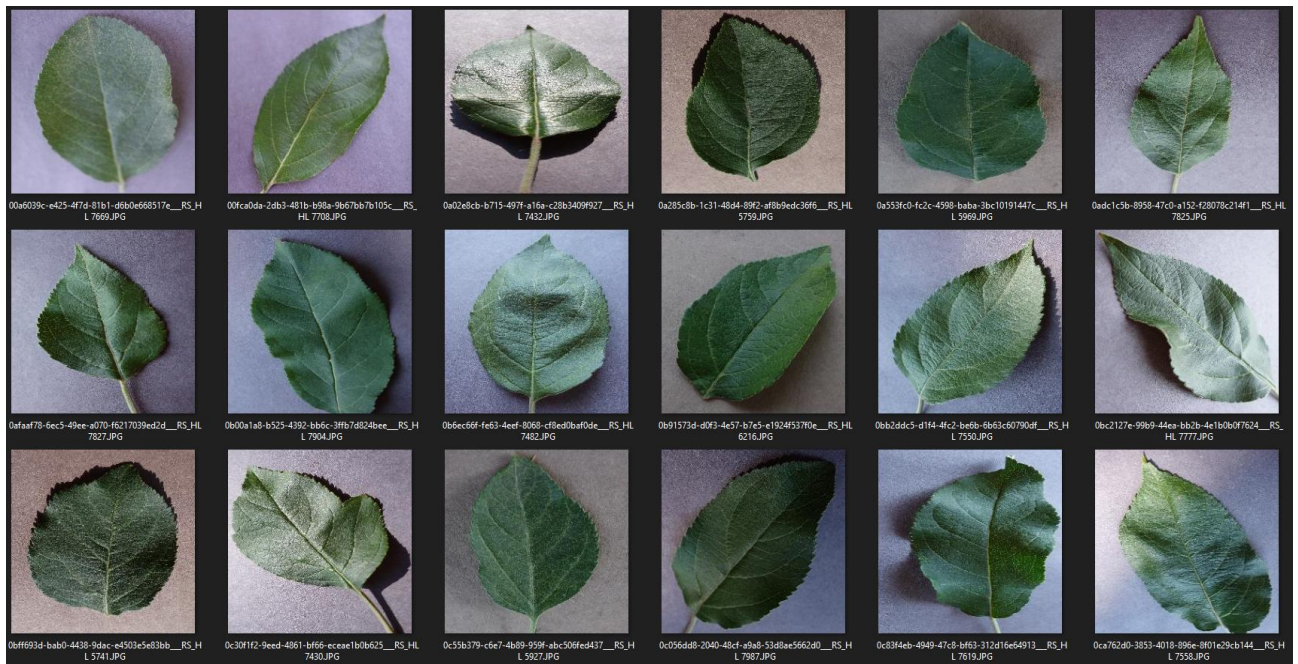 00a6039c-e425-4f7d-81b1-d6b0e668517e___RS_H
L 7669.JPG
00fca0da-2db3-481b-b98a-9b67bb7b105c___RS_
HL 7708.JPG
0a02e8cb-b715-497f-a16a-c28b3409f927___RS_
HL 7432.JPG
0a285c8b-1c31-48d4-89f2-af8b9edc36f6___RS_HL
5759.JPG
0a553fc0-fc2c-4598-baba-3bc10191447c___RS_H
L 5969.JPG
0adc1c5b-8958-47c0-a152-f28078c214f1___RS_HL
7825.JPG
0afaaf78-6ec5-49ee-a070-f6217039ed2d___RS_HL
7827.JPG
0b00a1a8-b525-4392-bb6c-3ffb7d824bee___RS_H
L 7904.JPG
0b6ec66f-fe63-4eef-8068-cf8ed0baf0de___RS_HL
7482.JPG
0b91573d-d0f3-4e57-b7e5-e1924f537f0e___RS_HL
6216.JPG
0bb2ddc5-d1f4-4fc2-be6b-6b63c60790df___RS_H
L 7550.JPG
0bc2127e-99b9-44ea-bb2b-4e1b0b0f7624___RS_
HL 7777.JPG
0bff693d-bab0-4438-9dac-e4503e5e83bb___RS_H
L 5741.JPG
0c30f1f2-9eed-4861-bf66-eceae1b0b625___RS_HL
7430.JPG
0c55b379-c6e7-4b89-959f-abc506fed437___RS_H
L 5927.JPG
0c056dd8-2040-48cf-a9a8-53d8ae5662d0___RS_H
L 7987.JPG
0c83f4eb-4949-47c8-bf63-312d16e64913___RS_H
L 7619.JPG
0ca762d0-3853-4018-896e-8f01e29cb144___RS_H
L 7558.JPG